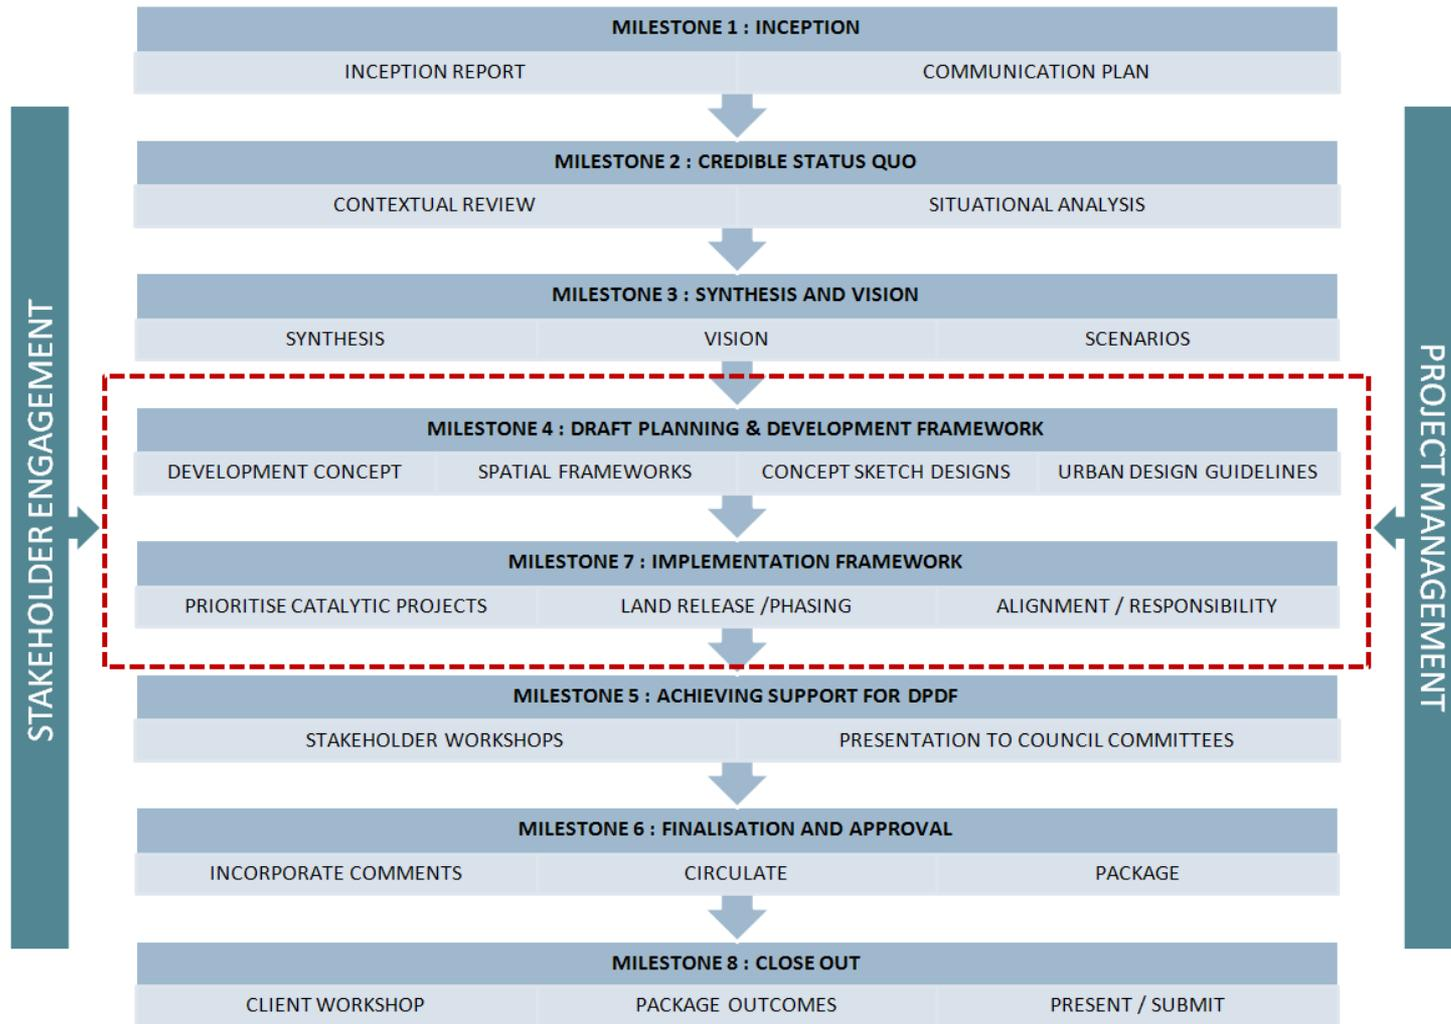 MILESTONE 1 : INCEPTION
INCEPTION REPORT
COMMUNICATION PLAN
MILESTONE 2 : CREDIBLE STATUS QUO
CONTEXTUAL REVIEW
SITUATIONAL ANALYSIS
MILESTONE 3 : SYNTHESIS AND VISION
SYNTHESIS
VISION
SCENARIOS
MILESTONE 4 : DRAFT PLANNING & DEVELOPMENT FRAMEWORK
DEVELOPMENT CONCEPT
SPATIAL FRAMEWORKS
CONCEPT SKETCH DESIGNS
URBAN DESIGN GUIDELINES
MILESTONE 7 : IMPLEMENTATION FRAMEWORK
PRIORITISE CATALYTIC PROJECTS
LAND RELEASE /PHASING
ALIGNMENT / RESPONSIBILITY
MILESTONE 5 : ACHIEVING SUPPORT FOR DPDF
STAKEHOLDER WORKSHOPS
PRESENTATION TO COUNCIL COMMITTEES
MILESTONE 6 : FINALISATION AND APPROVAL
INCORPORATE COMMENTS
CIRCULATE
PACKAGE
MILESTONE 8 : CLOSE OUT
CLIENT WORKSHOP
PACKAGE OUTCOMES
PRESENT / SUBMIT
STAKEHOLDER ENGAGEMENT
PROJECT MANAGEMENT